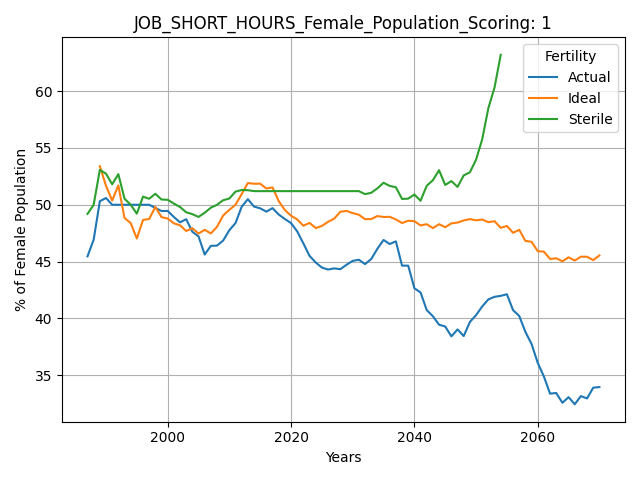 JOB_SHORT_HOURS_Female_Population_Scoring: 1
Fertility
Actual
Ideal
Sterile
% of Female Population
60
55
50
45
40
35
2000
2020
2040
2060
Years